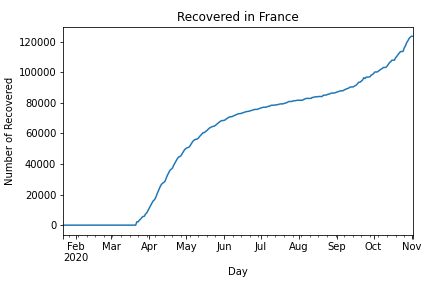 Recovered in France
Number of Recovered
120000
100000
80000
60000
40000
20000
0
Feb Mar Apr May Jun Jul Aug Sep Oct Nov
2020
Day